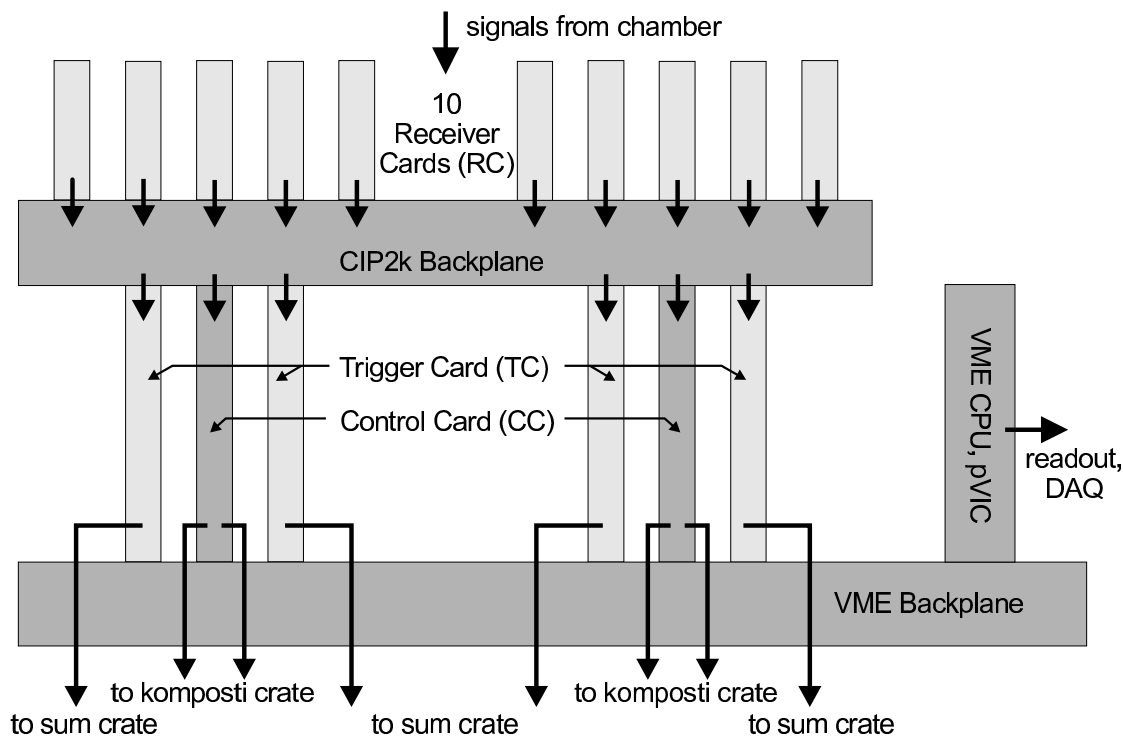 signals from chamber
10
Receiver
Cards (RC)
CIP2k Backplane
Trigger Card (TC)
Control Card (CC)
VME CPU, pVIC
readout,
DAQ
VME Backplane
to komposti crate
to komposti crate
to sum crate
to sum crate
to sum crate